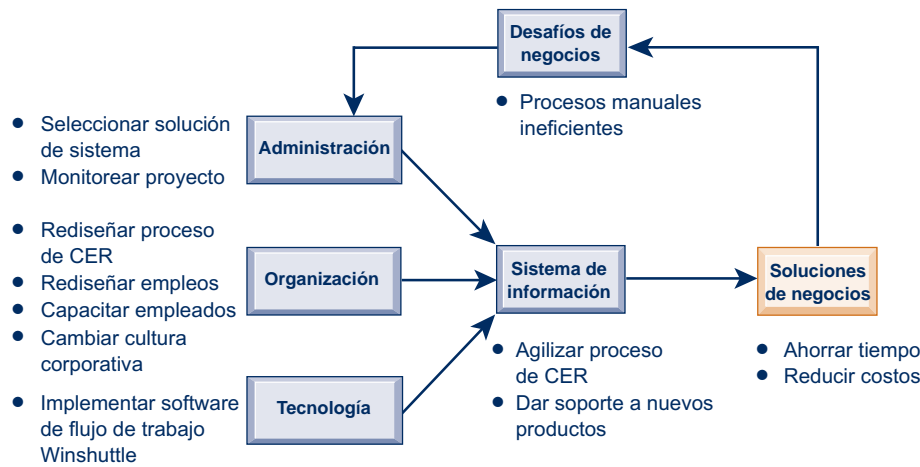 Desafíos de
negocios
• Procesos manuales
ineficientes
• Seleccionar solución
de sistema
• Monitorear proyecto
Administración
• Rediseñar proceso
de CER
• Rediseñar empleos
• Capacitar empleados
• Cambiar cultura
corporativa
Organización
Sistema de
información
Soluciones
de negocios
• Agilizar proceso
de CER
• Dar soporte a nuevos
productos
• Ahorrar tiempo
• Reducir costos
• Implementar software
de flujo de trabajo
Winshuttle
Tecnología